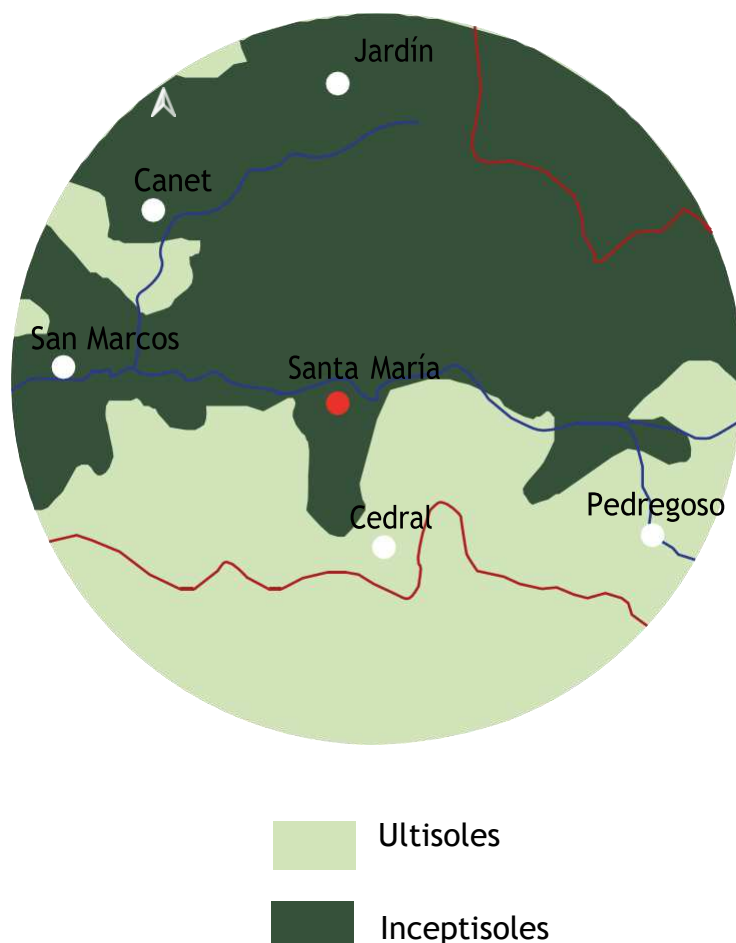 Jardín
Canet
San Marcos
Santa María
Pedregoso
Cedral
Ultisoles
Inceptisoles